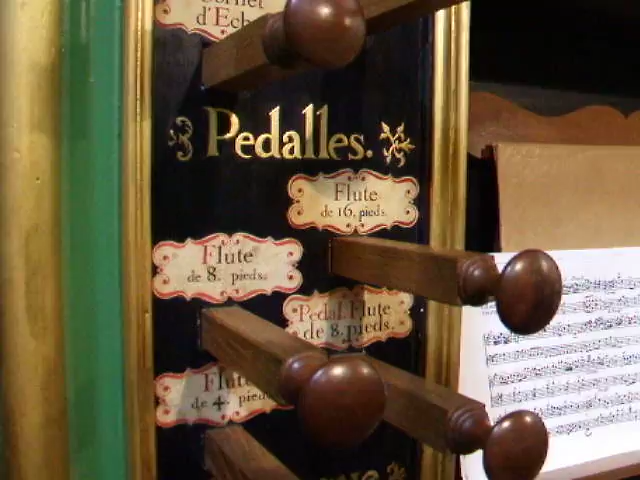 Cornet
d'Ech
Pedalles.
Flute
de 16. pieds.
Flute
de 8. pieds.
Pedal. Flute
de 8. pieds.
Flute
de 4. pieds